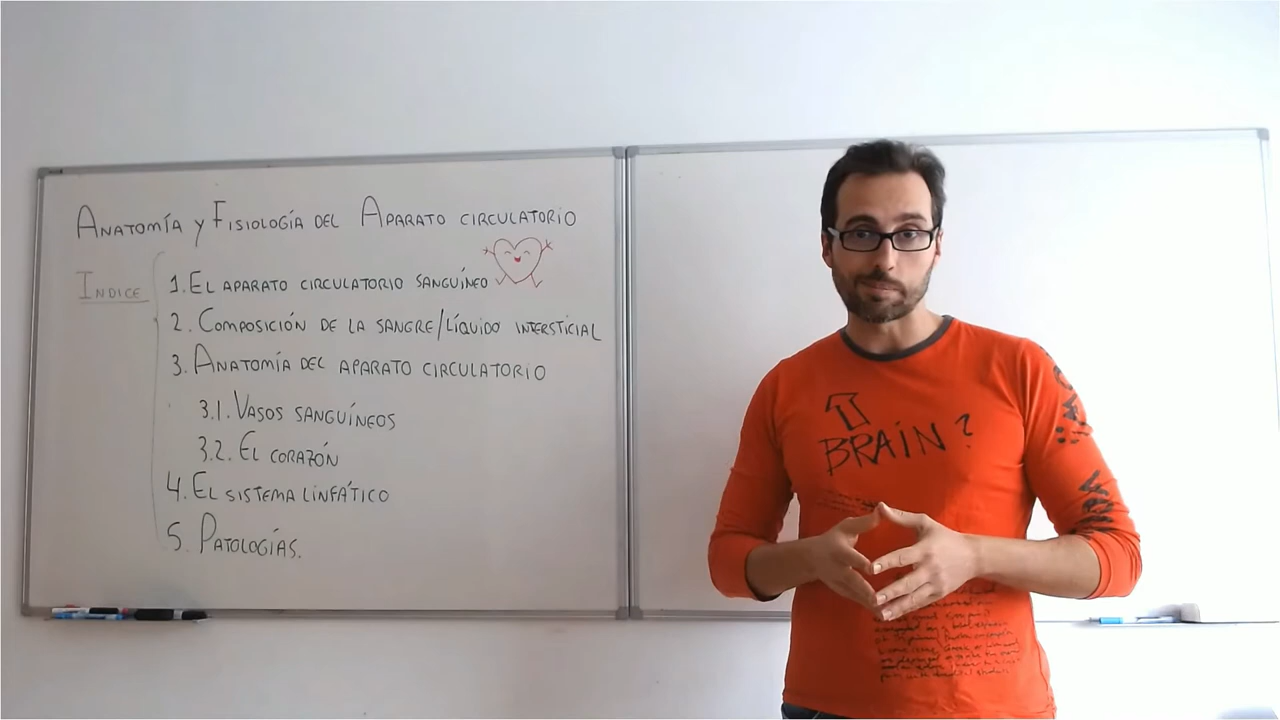 ANATOMÍA Y FISIOLOGÍA DEL APARATO CIRCULATORIO
INDICE
1. EL APARATO CIRCULATORIO SANGUÍNEO
2. COMPOSICIÓN DE LA SANGRE/LÍQUIDO INTERSTICIAL
3. ANATOMÍA DEL APARATO CIRCULATORIO
3.1. VASOS SANGUÍNEOS
3.2. EL CORAZÓN
4. EL SISTEMA LINFÁTICO
5. PATOLOGÍAS.
BRAIN?